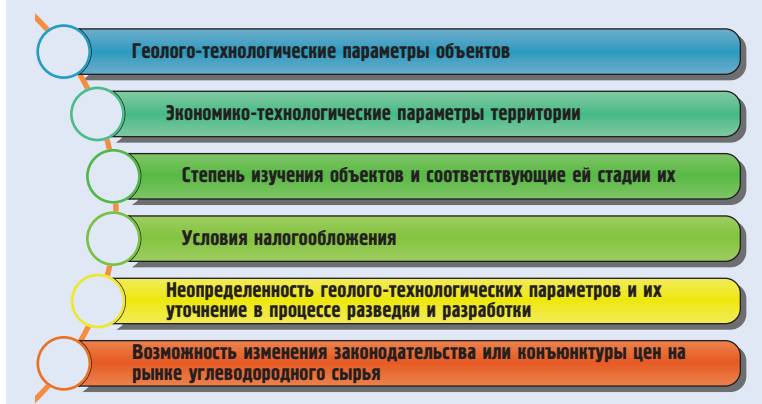 Геолого-технологические параметры объектов
Экономико-технологические параметры территории
Степень изучения объектов и соответствующие ей стадии их
Условия налогообложения
Неопределенность геолого-технологических параметров и их
уточнение в процессе разведки и разработки
Возможность изменения законодательства или конъюнктуры цен на
рынке углеводородного сырья